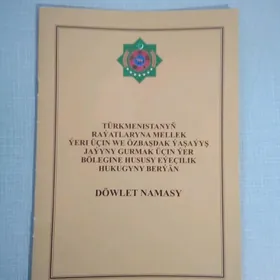 TÜRKMENISTANYŇ
RAÝATLARYNA MELLEK
ÝERI ÜÇIN WE ÖZBAŞDAK ÝAŞAÝYŞ
JAÝYNY GURMAK ÜÇIN ÝER
BÖLEGINE HUSUSY EÝEÇILIK
HUKUGYNY BERÝÄN
DÖWLET NAMASY